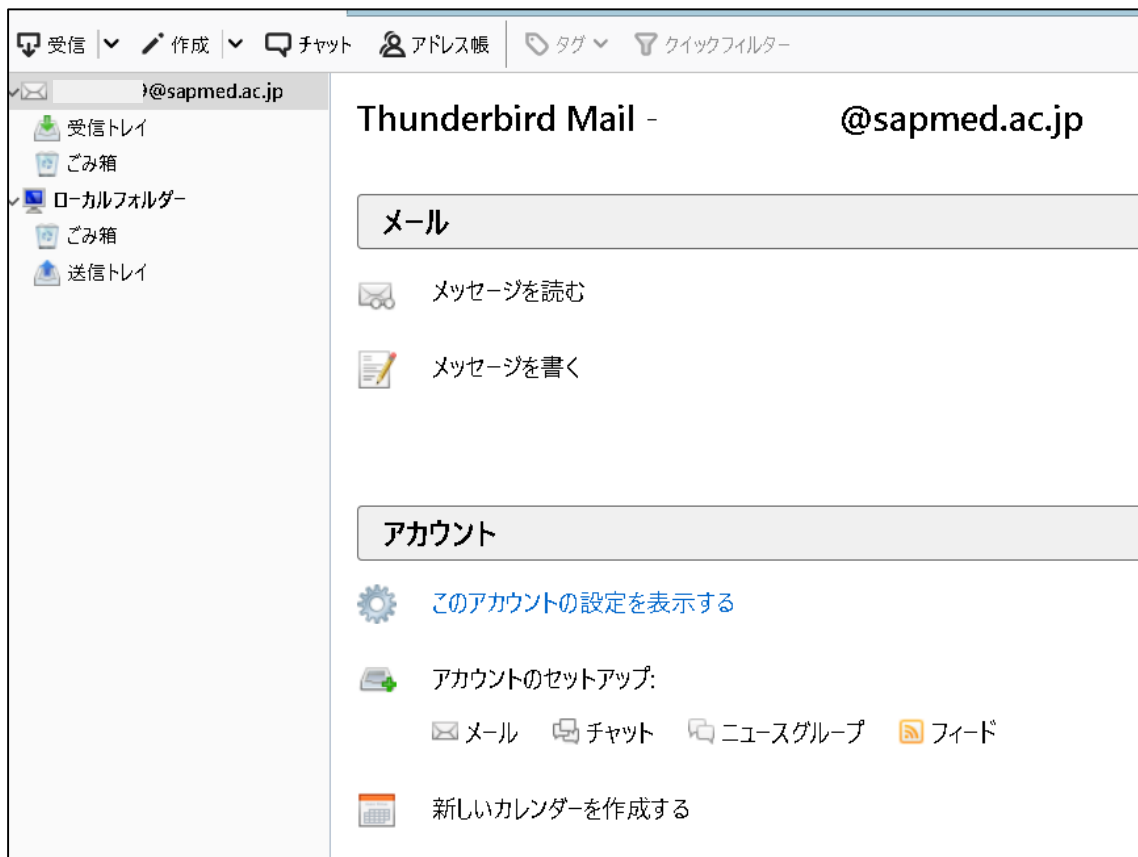 受信 作成 チャット アドレス帳 タグ クイックフィルター
@sapmed.ac.jp
受信トレイ
ごみ箱
ローカルフォルダー
ごみ箱
送信トレイ
Thunderbird Mail - @sapmed.ac.jp
メール
メッセージを読む
メッセージを書く
アカウント
このアカウントの設定を表示する
アカウントのセットアップ:
メール チャット ニュースグループ フィード
新しいカレンダーを作成する